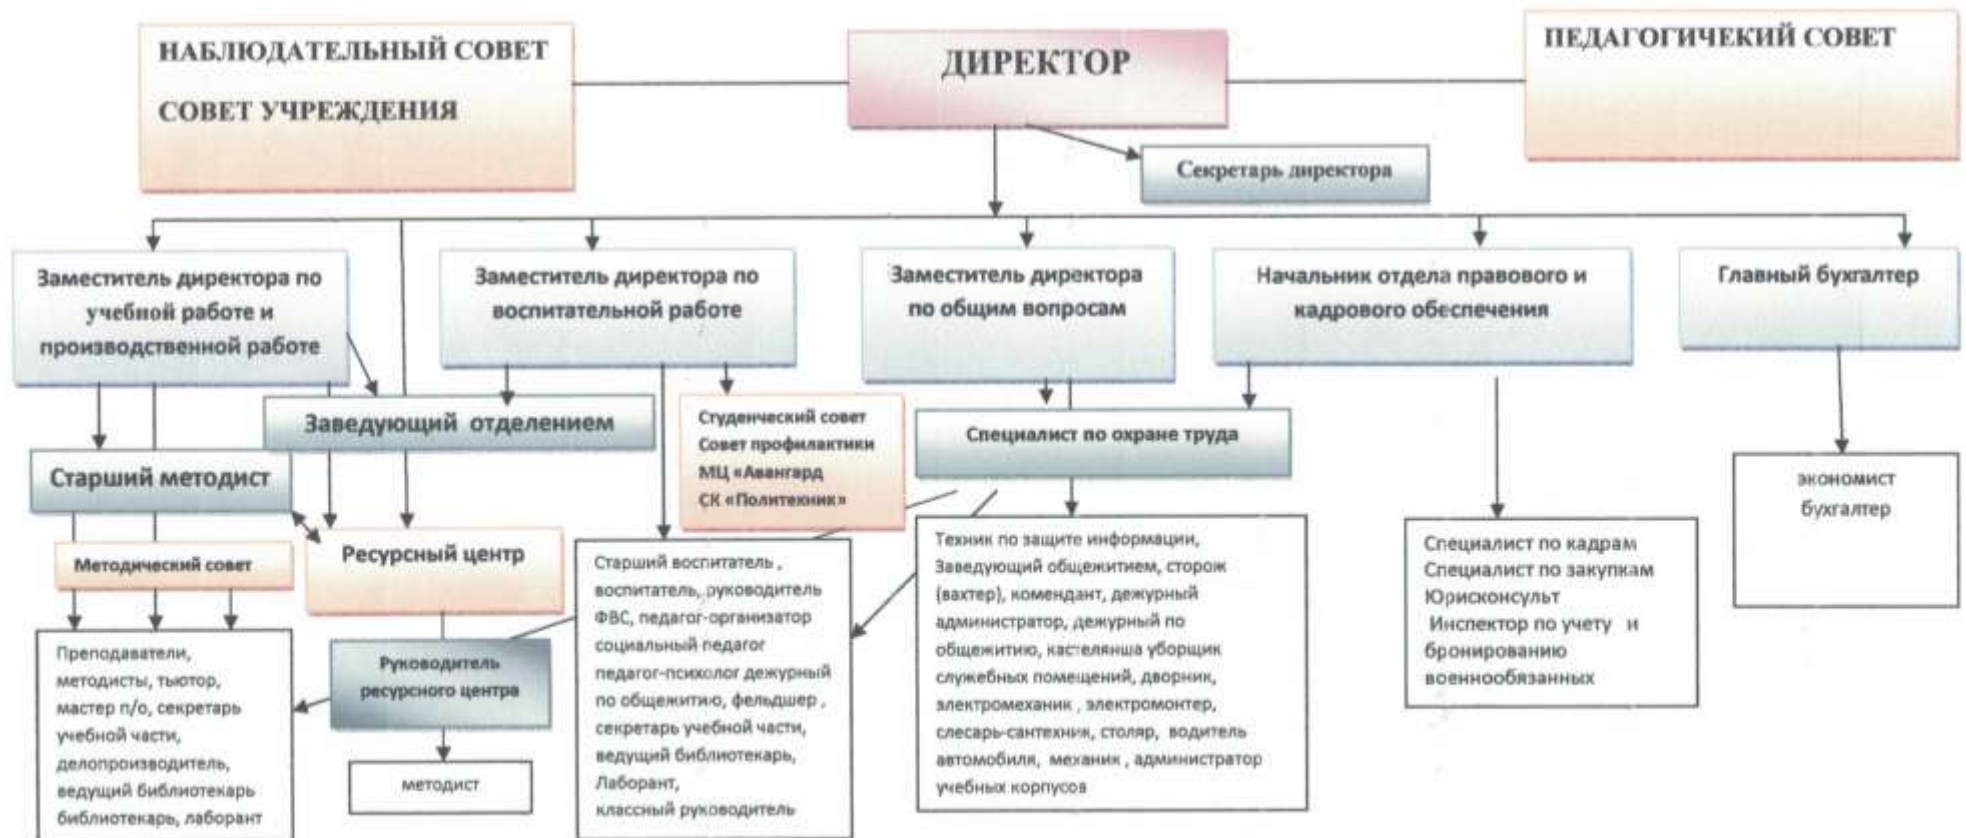 НАБЛЮДАТЕЛЬНЫЙ СОВЕТ
СОВЕТ УЧРЕЖДЕНИЯ
ДИРЕКТОР
ПЕДАГОГИЧЕКИЙ СОВЕТ
Секретарь директора
Заместитель директора по
учебной работе и
производственной работе
Заместитель директора по
воспитательной работе
Заместитель директора
по общим вопросам
Начальник отдела правового и
кадрового обеспечения
Главный бухгалтер
Заведующий отделением
Студенческий совет
Совет профилактики
МЦ «Авангард
СК «Политехник»
Специалист по охране труда
Старший методист
экономист
бухгалтер
Методический совет
Ресурсный центр
Старший воспитатель ,
воспитатель, руководитель
ФВС, педагог-организатор
социальный педагог
педагог-психолог дежурный
по общежитию, фельдшер ,
секретарь учебной части,
ведущий библиотекарь,
Лаборант,
классный руководитель
Техник по защите информации,
Заведующий общежитием, сторож
(вахтер), комендант, дежурный
администратор, дежурный по
общежитию, кастелянша уборщик
служебных помещений, дворник,
электромеханик , электромонтер,
слесарь-сантехник, столяр, водитель
автомобиля, механик , администратор
учебных корпусов
Специалист по кадрам
Специалист по закупкам
Юрисконсульт
Инспектор по учету и
бронированию
военнообязанных
Преподаватели,
методисты, тьютор,
мастер п/о, секретарь
учебной части,
делопроизводитель,
ведущий библиотекарь
библиотекарь, лаборант
Руководитель
ресурсного центра
методист